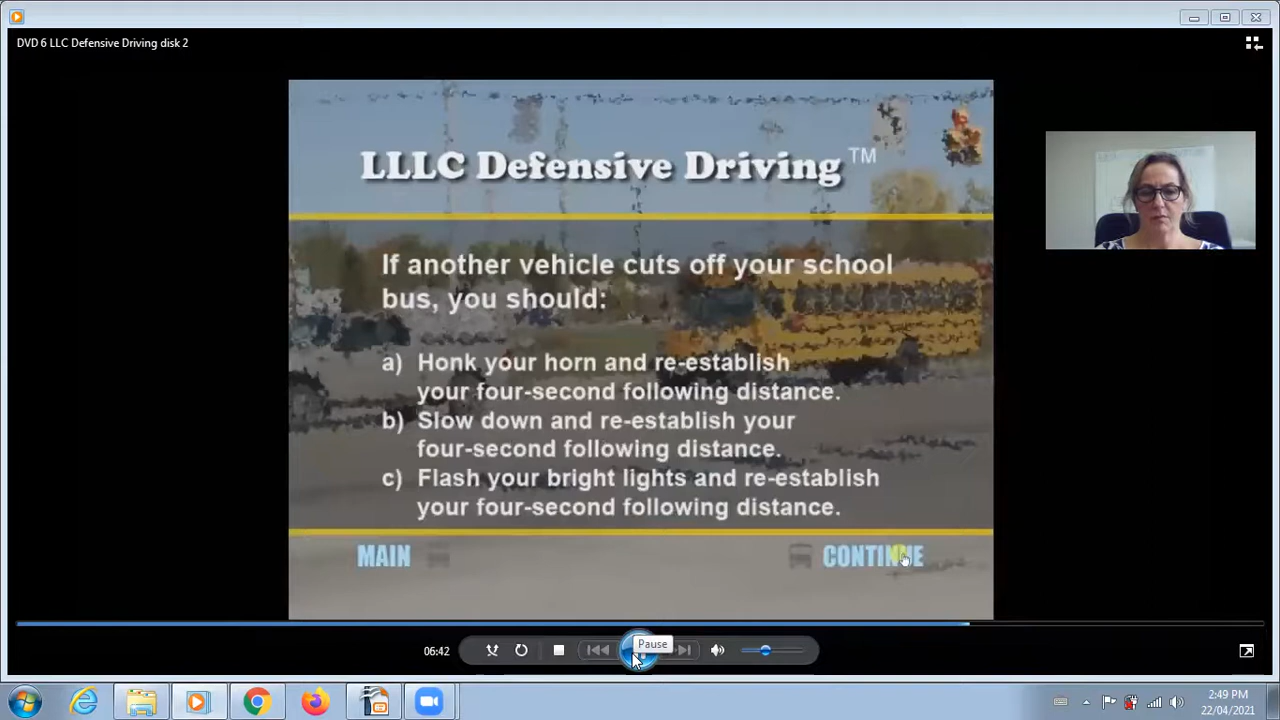 DVD 6 LLC Defensive Driving disk 2
LLLC Defensive Driving™
If another vehicle cuts off your school
bus, you should:
a) Honk your horn and re-establish
your four-second following distance.
b) Slow down and re-establish your
four-second following distance.
c) Flash your bright lights and re-establish
your four-second following distance.
MAIN CONTINUE
06:42
Pause
2:49 PM
22/04/2021